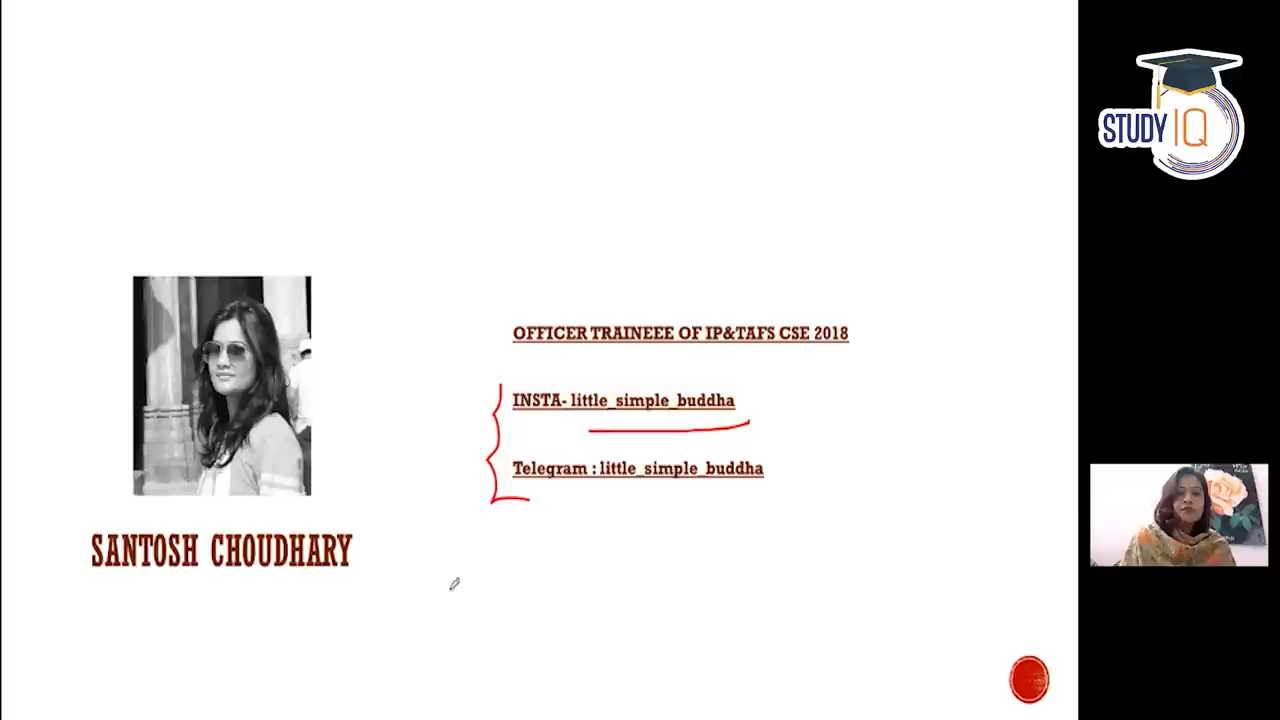 STUDY IQ
OFFICER TRAINEEE OF IP&TAFS CSE 2018
INSTA- little_simple_buddha
Telegram : little_simple_buddha
SANTOSH CHOUDHARY